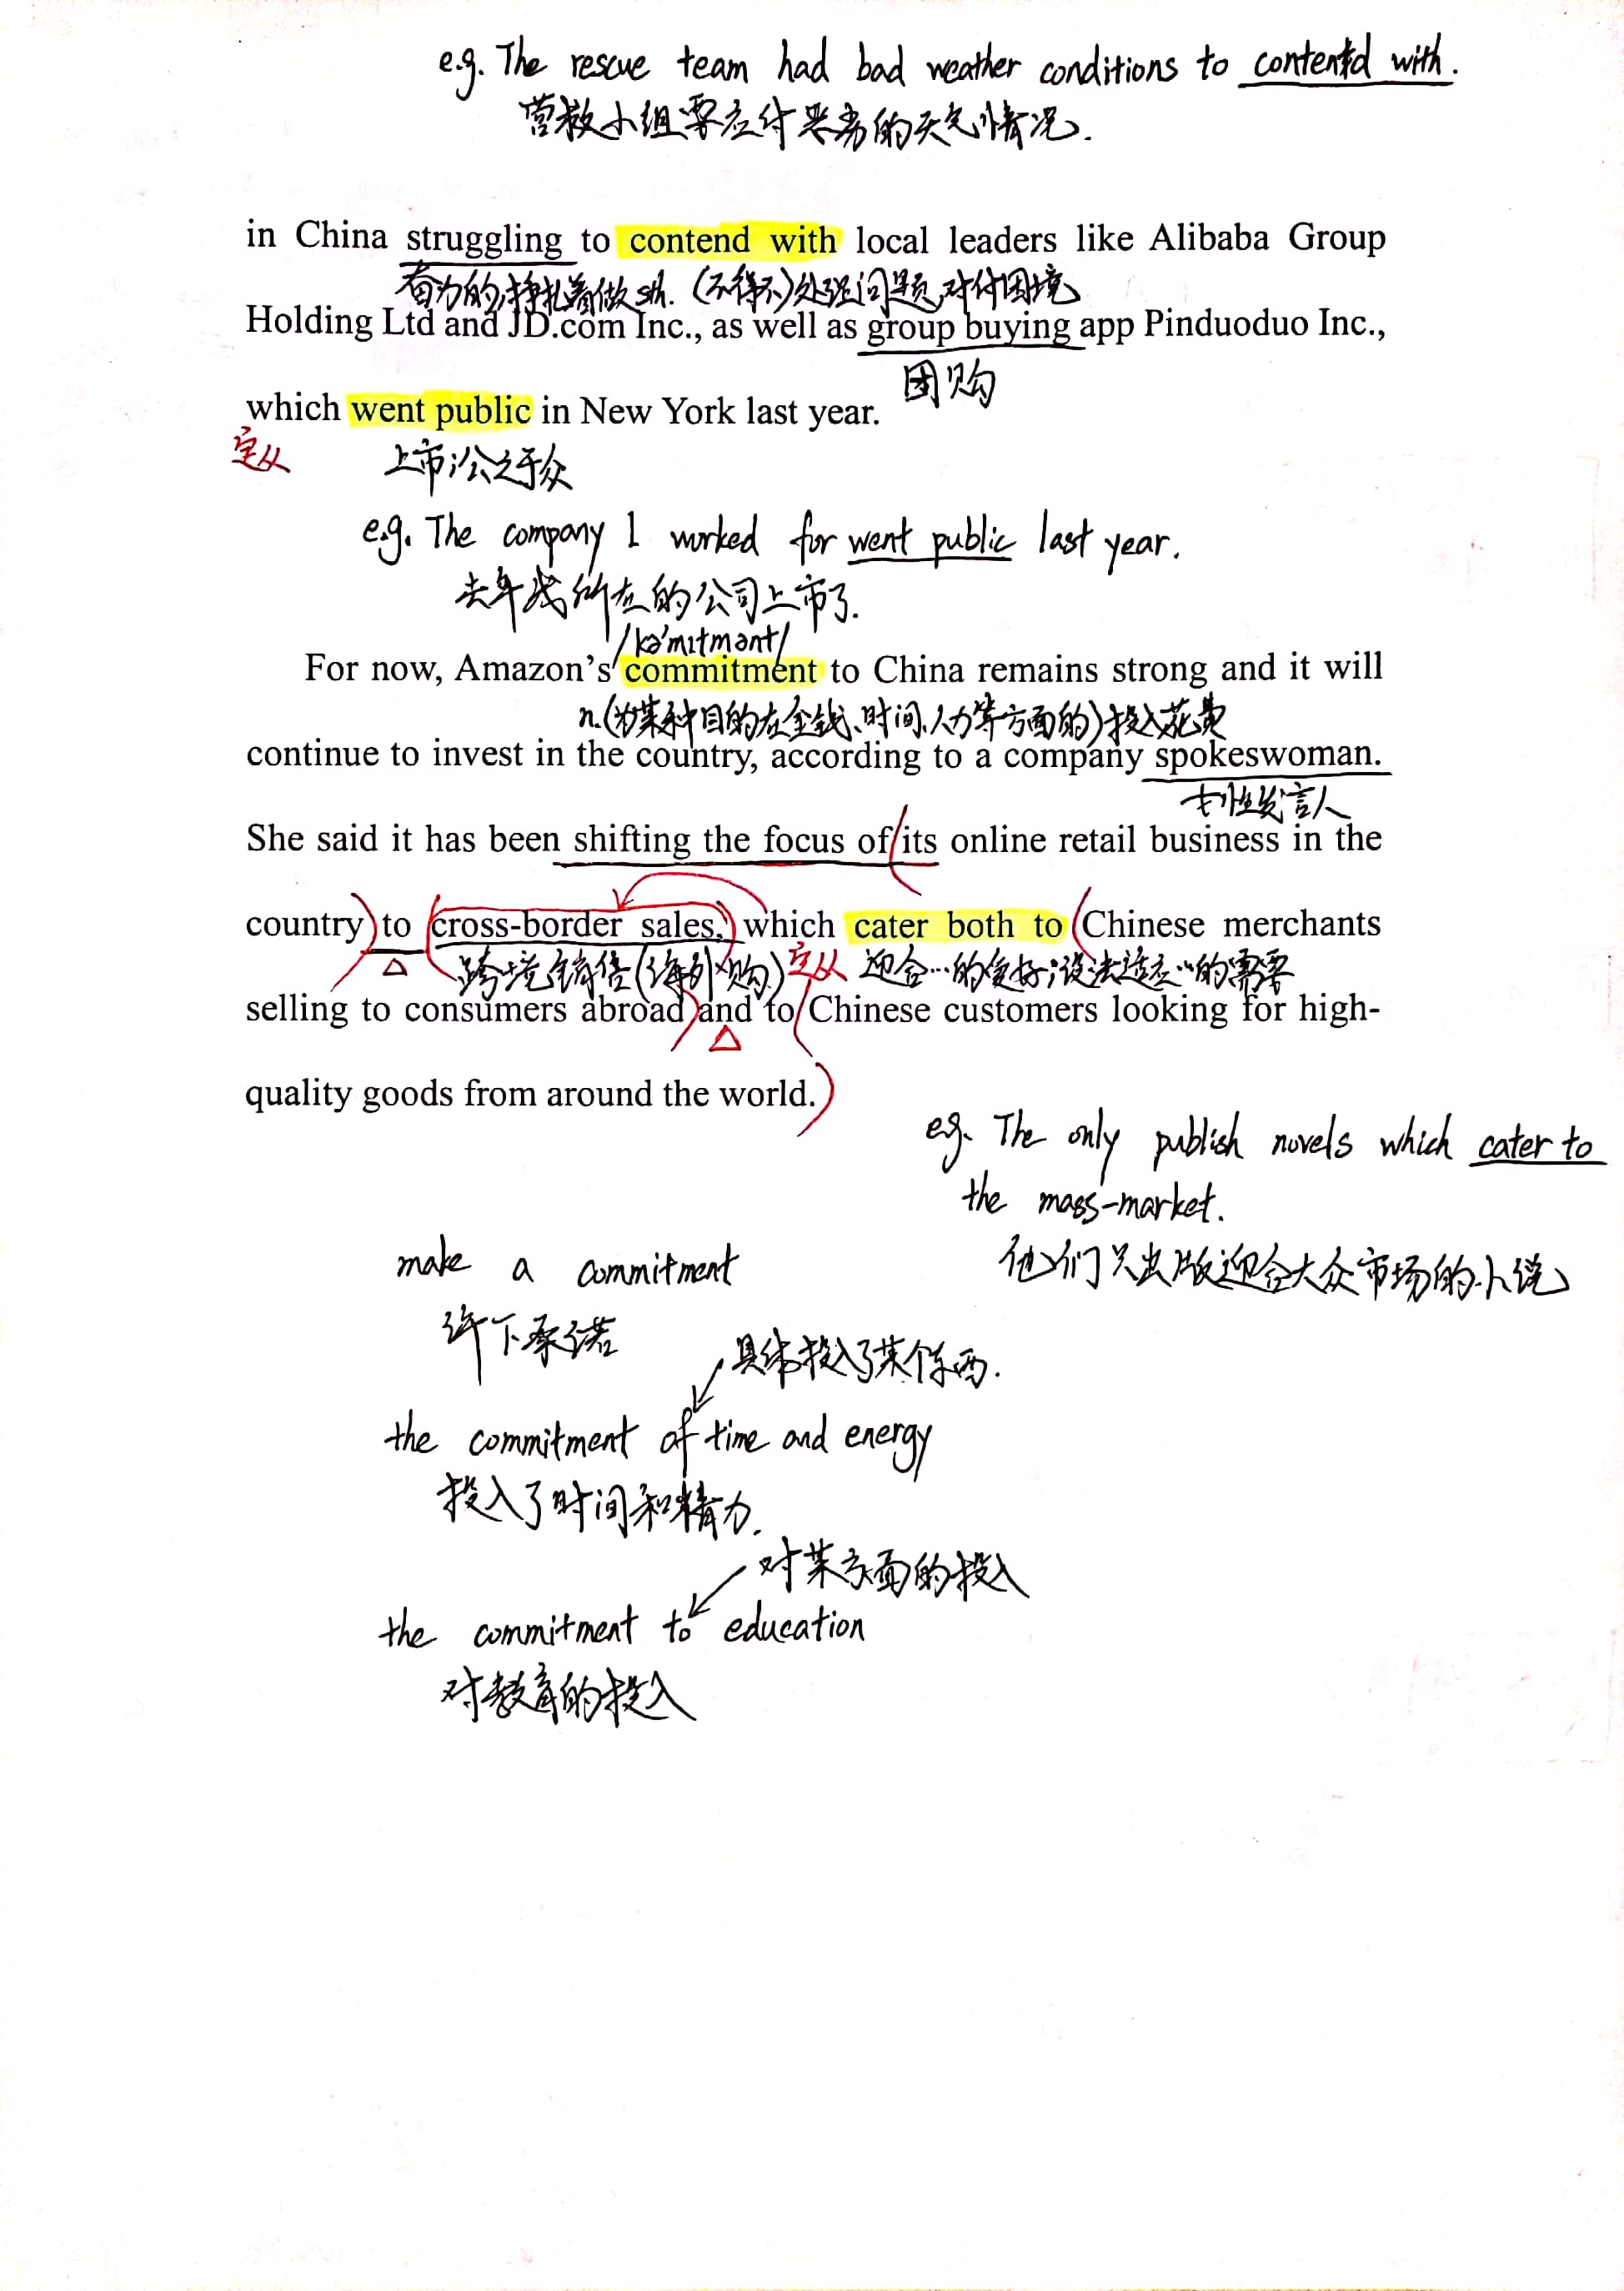 e.g. The rescue team had bad weather conditions to contend with.
营救小组要应付恶劣的天气情况.
in China struggling to contend with local leaders like Alibaba Group
奋力的,挣扎着做sth. (不得不)处理问题,对付困境
Holding Ltd and JD.com Inc., as well as group buying app Pinduoduo Inc.,
团购
which went public in New York last year.
定从 上市;公之于众
e.g. The company I worked for went public last year.
去年我所在的公司上市了.
/kə'mɪtmənt/
For now, Amazon's commitment to China remains strong and it will
n.(为某种目的在金钱、时间、人力等方面的)投入花费
continue to invest in the country, according to a company spokeswoman.
女性发言人
She said it has been shifting the focus of its online retail business in the
country to cross-border sales, which cater both to Chinese merchants
跨境销售(海外购) 定从 迎合…的爱好;设法适应…的需要
selling to consumers abroad and to Chinese customers looking for high-
quality goods from around the world.
e.g. The only publish novels which cater to
the mass-market.
他们只出版迎合大众市场的小说
make a commitment
许下承诺
具体投入了某个东西.
the commitment of time and energy
投入了时间和精力.
对某方面的投入
the commitment to education
对教育的投入